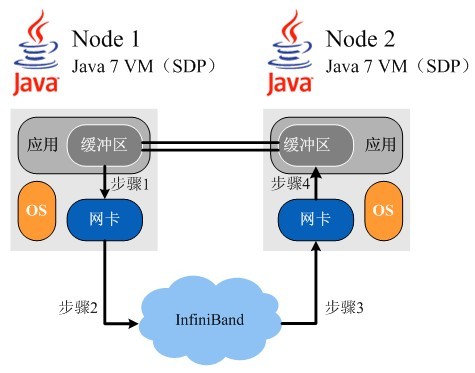 Node 1
Java 7 VM（SDP）
Java
Node 2
Java 7 VM（SDP）
Java
应用
缓冲区
缓冲区
应用
步骤1
步骤4
OS
网卡
网卡
OS
步骤2
InfiniBand
步骤3